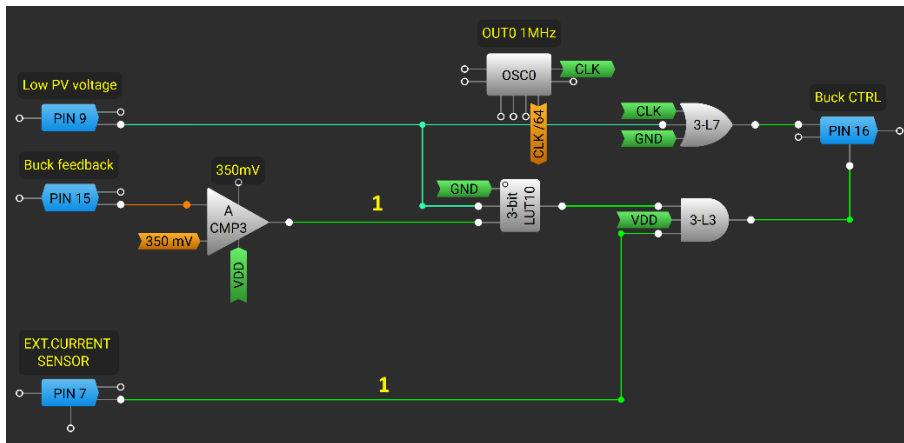 OUT0 1MHz
OSC0
CLK
CLK /64
Low PV voltage
PIN 9
Buck feedback
PIN 15
350mV
A
CMP3
350 mV
VDD
1
GND
3-bit
LUT10
CLK
GND
3-L7
Buck CTRL
PIN 16
VDD
3-L3
EXT.CURRENT
SENSOR
PIN 7
1